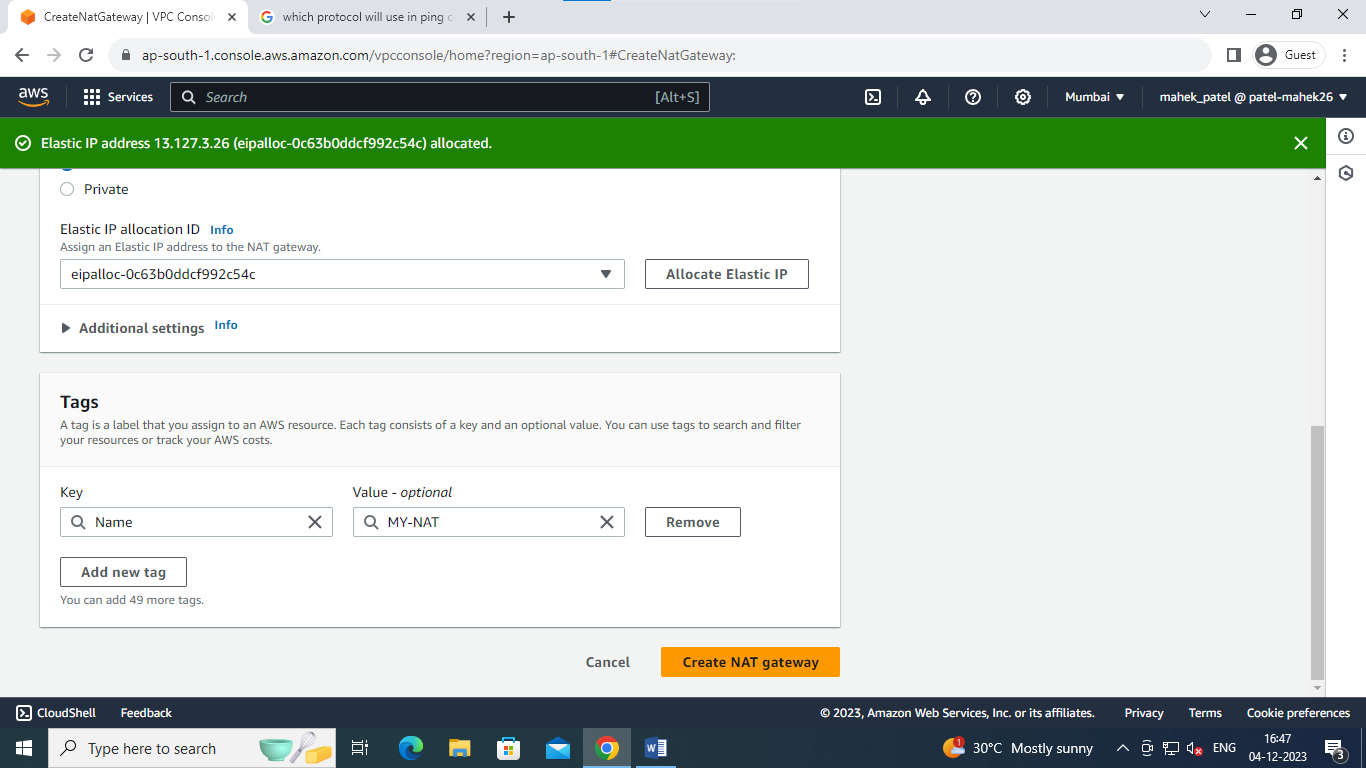 CreateNatGateway | VPC Consol
which protocol will use in ping c
ap-south-1.console.aws.amazon.com/vpcconsole/home?region=ap-south-1#CreateNatGateway:
Guest
aws
Services
Search
[Alt+S]
Mumbai
mahek_patel @ patel-mahek26
Elastic IP address 13.127.3.26 (eipalloc-0c63b0ddcf992c54c) allocated.
Private
Elastic IP allocation ID Info
Assign an Elastic IP address to the NAT gateway.
eipalloc-0c63b0ddcf992c54c
Allocate Elastic IP
Additional settings Info
Tags
A tag is a label that you assign to an AWS resource. Each tag consists of a key and an optional value. You can use tags to search and filter
your resources or track your AWS costs.
Key
Value - optional
Name
MY-NAT
Remove
Add new tag
You can add 49 more tags.
Cancel
Create NAT gateway
CloudShell
Feedback
© 2023, Amazon Web Services, Inc. or its affiliates.
Privacy
Terms
Cookie preferences
Type here to search
1
30°C Mostly sunny
ENG
16:47
04-12-2023
3